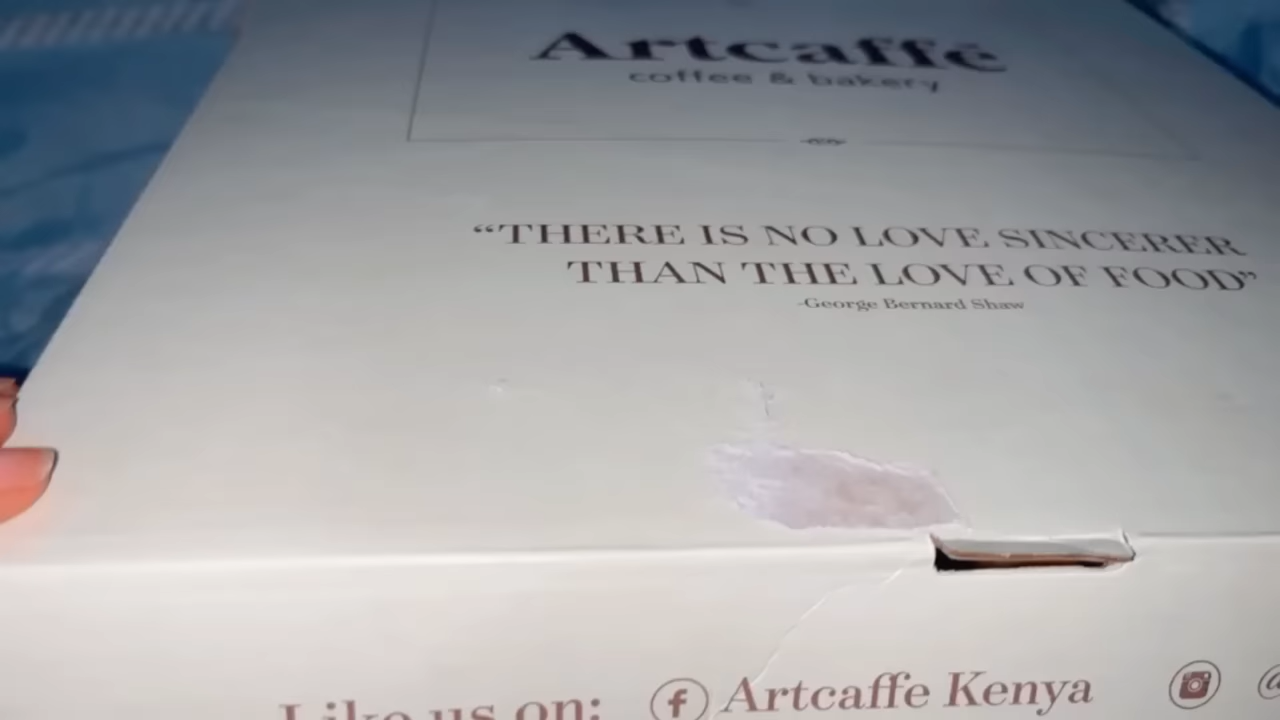 Artcaffé
coffee & bakery
“THERE IS NO LOVE SINCERER
THAN THE LOVE OF FOOD”
-George Bernard Shaw
Like us on: f Artcaffe Kenya @